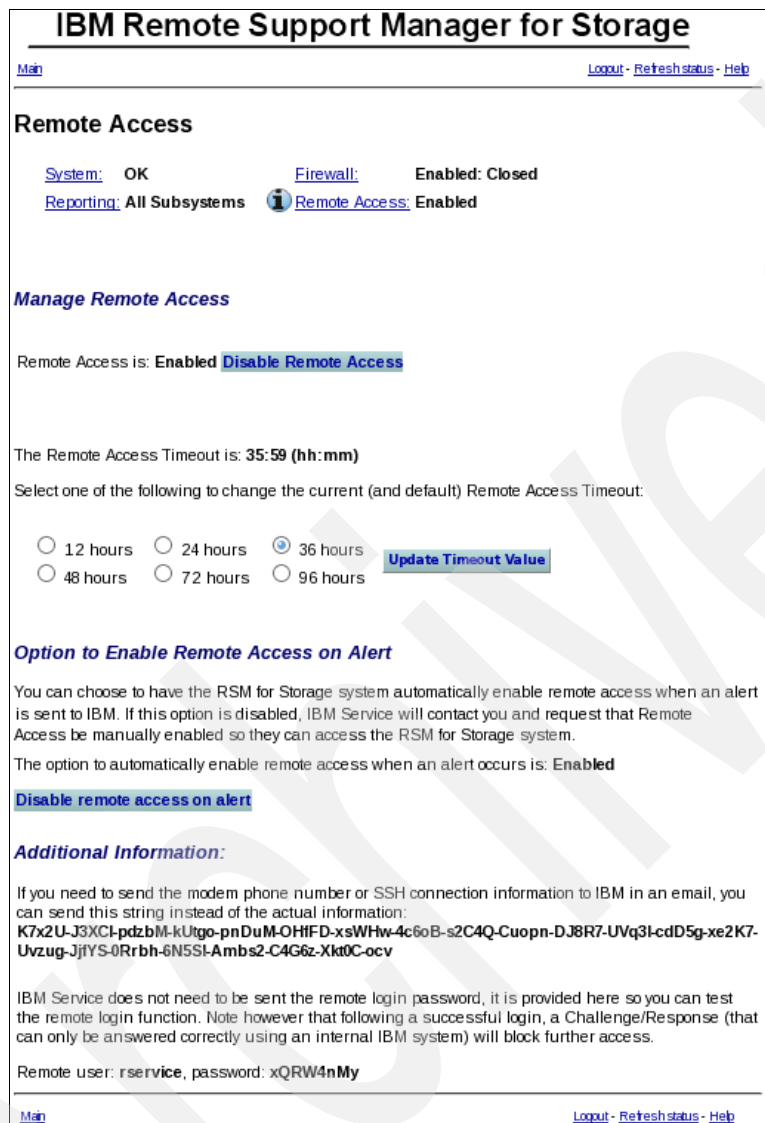 IBM Remote Support Manager for Storage
Main Logout - Refresh status - Help
Remote Access
System: OK Firewall: Enabled: Closed
Reporting: All Subsystems Remote Access: Enabled
Manage Remote Access
Remote Access is: Enabled Disable Remote Access
The Remote Access Timeout is: 35:59 (hh:mm)
Select one of the following to change the current (and default) Remote Access Timeout:
12 hours 24 hours 36 hours Update Timeout Value
48 hours 72 hours 96 hours
Option to Enable Remote Access on Alert
You can choose to have the RSM for Storage system automatically enable remote access when an alert
is sent to IBM. If this option is disabled, IBM Service will contact you and request that Remote
Access be manually enabled so they can access the RSM for Storage system.
The option to automatically enable remote access when an alert occurs is: Enabled
Disable remote access on alert
Additional Information:
If you need to send the modem phone number or SSH connection information to IBM in an email, you
can send this string instead of the actual information:
K7x2U-J3XCI-pdzbM-kUtgo-pnDuM-OHfFD-xsWHw-4c6oB-s2C4Q-Cuopn-DJ8R7-UVq3l-cdD5g-xe2K7-
Uvzug-JjfYS-0Rrbh-6N5Sl-Ambs2-C4G6z-Xkt0C-ocv
IBM Service does not need to be sent the remote login password, it is provided here so you can test
the remote login function. Note however that following a successful login, a Challenge/Response (that
can only be answered correctly using an internal IBM system) will block further access.
Remote user: rservice, password: xQRW4nMy
Main Logout - Refresh status - Help